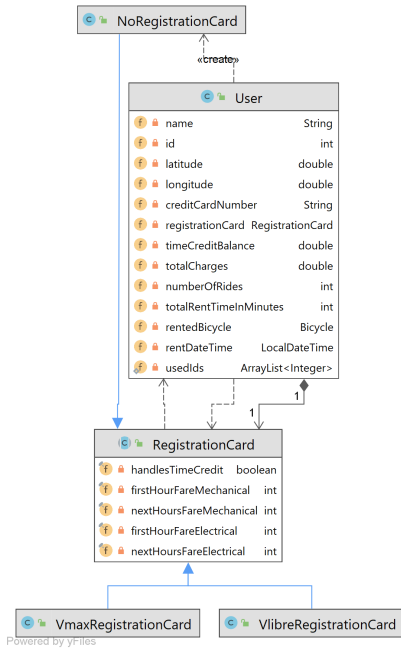 NoRegistrationCard
«create»
User
name String
id int
latitude double
longitude double
creditCardNumber String
registrationCard RegistrationCard
timeCreditBalance double
totalCharges double
numberOfRides int
totalRentTimeInMinutes int
rentedBicycle Bicycle
rentDateTime LocalDateTime
usedIds ArrayList<Integer>
1
1
RegistrationCard
handlesTimeCredit boolean
firstHourFareMechanical int
nextHoursFareMechanical int
firstHourFareElectrical int
nextHoursFareElectrical int
VmaxRegistrationCard VlibreRegistrationCard
Powered by yFiles